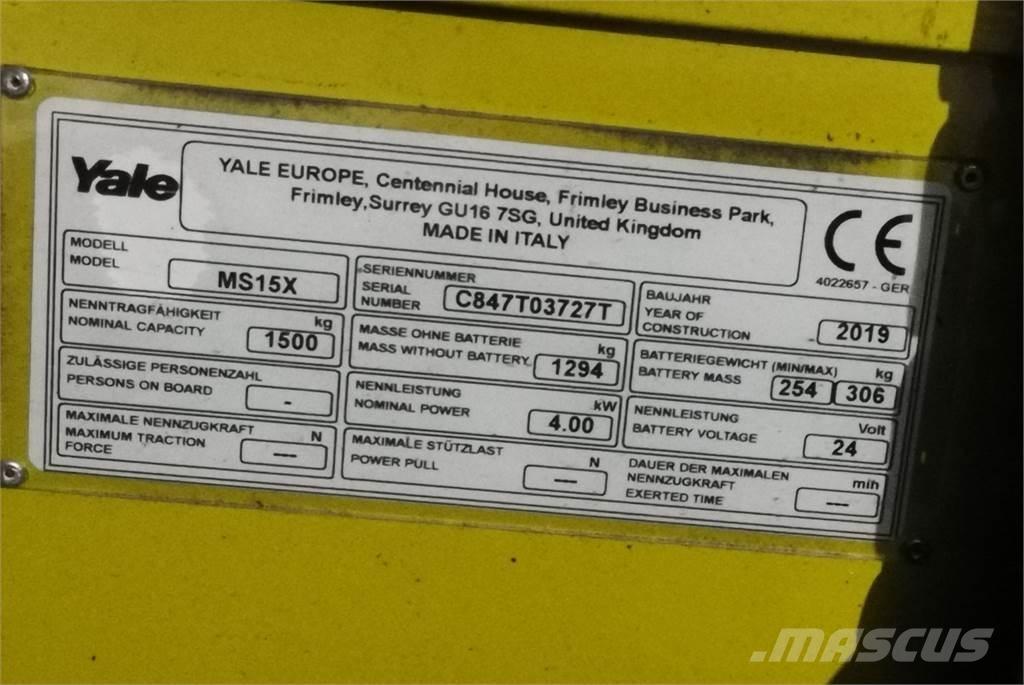 Yale
YALE EUROPE, Centennial House, Frimley Business Park,
Frimley,Surrey GU16 7SG, United Kingdom
MADE IN ITALY
CE
4022657 - GER
MODELL
MODEL
MS15X
SERIENNUMMER
SERIAL
NUMBER
C847T03727T
BAUJAHR
YEAR OF
CONSTRUCTION
2019
NENNTRAGFÄHIGKEIT
NOMINAL CAPACITY
kg
1500
MASSE OHNE BATTERIE
MASS WITHOUT BATTERY
kg
1294
BATTERIEGEWICHT (MIN/MAX)
BATTERY MASS
kg
254 306
ZULÄSSIGE PERSONENZAHL
PERSONS ON BOARD
-
NENNLEISTUNG
NOMINAL POWER
kW
4.00
NENNLEISTUNG
BATTERY VOLTAGE
Volt
24
MAXIMALE NENNZUGKRAFT
MAXIMUM TRACTION
FORCE
N
---
MAXIMALE STÜTZLAST
POWER PULL
N
---
DAUER DER MAXIMALEN
NENNZUGKRAFT
EXERTED TIME
min
---
MASCUS